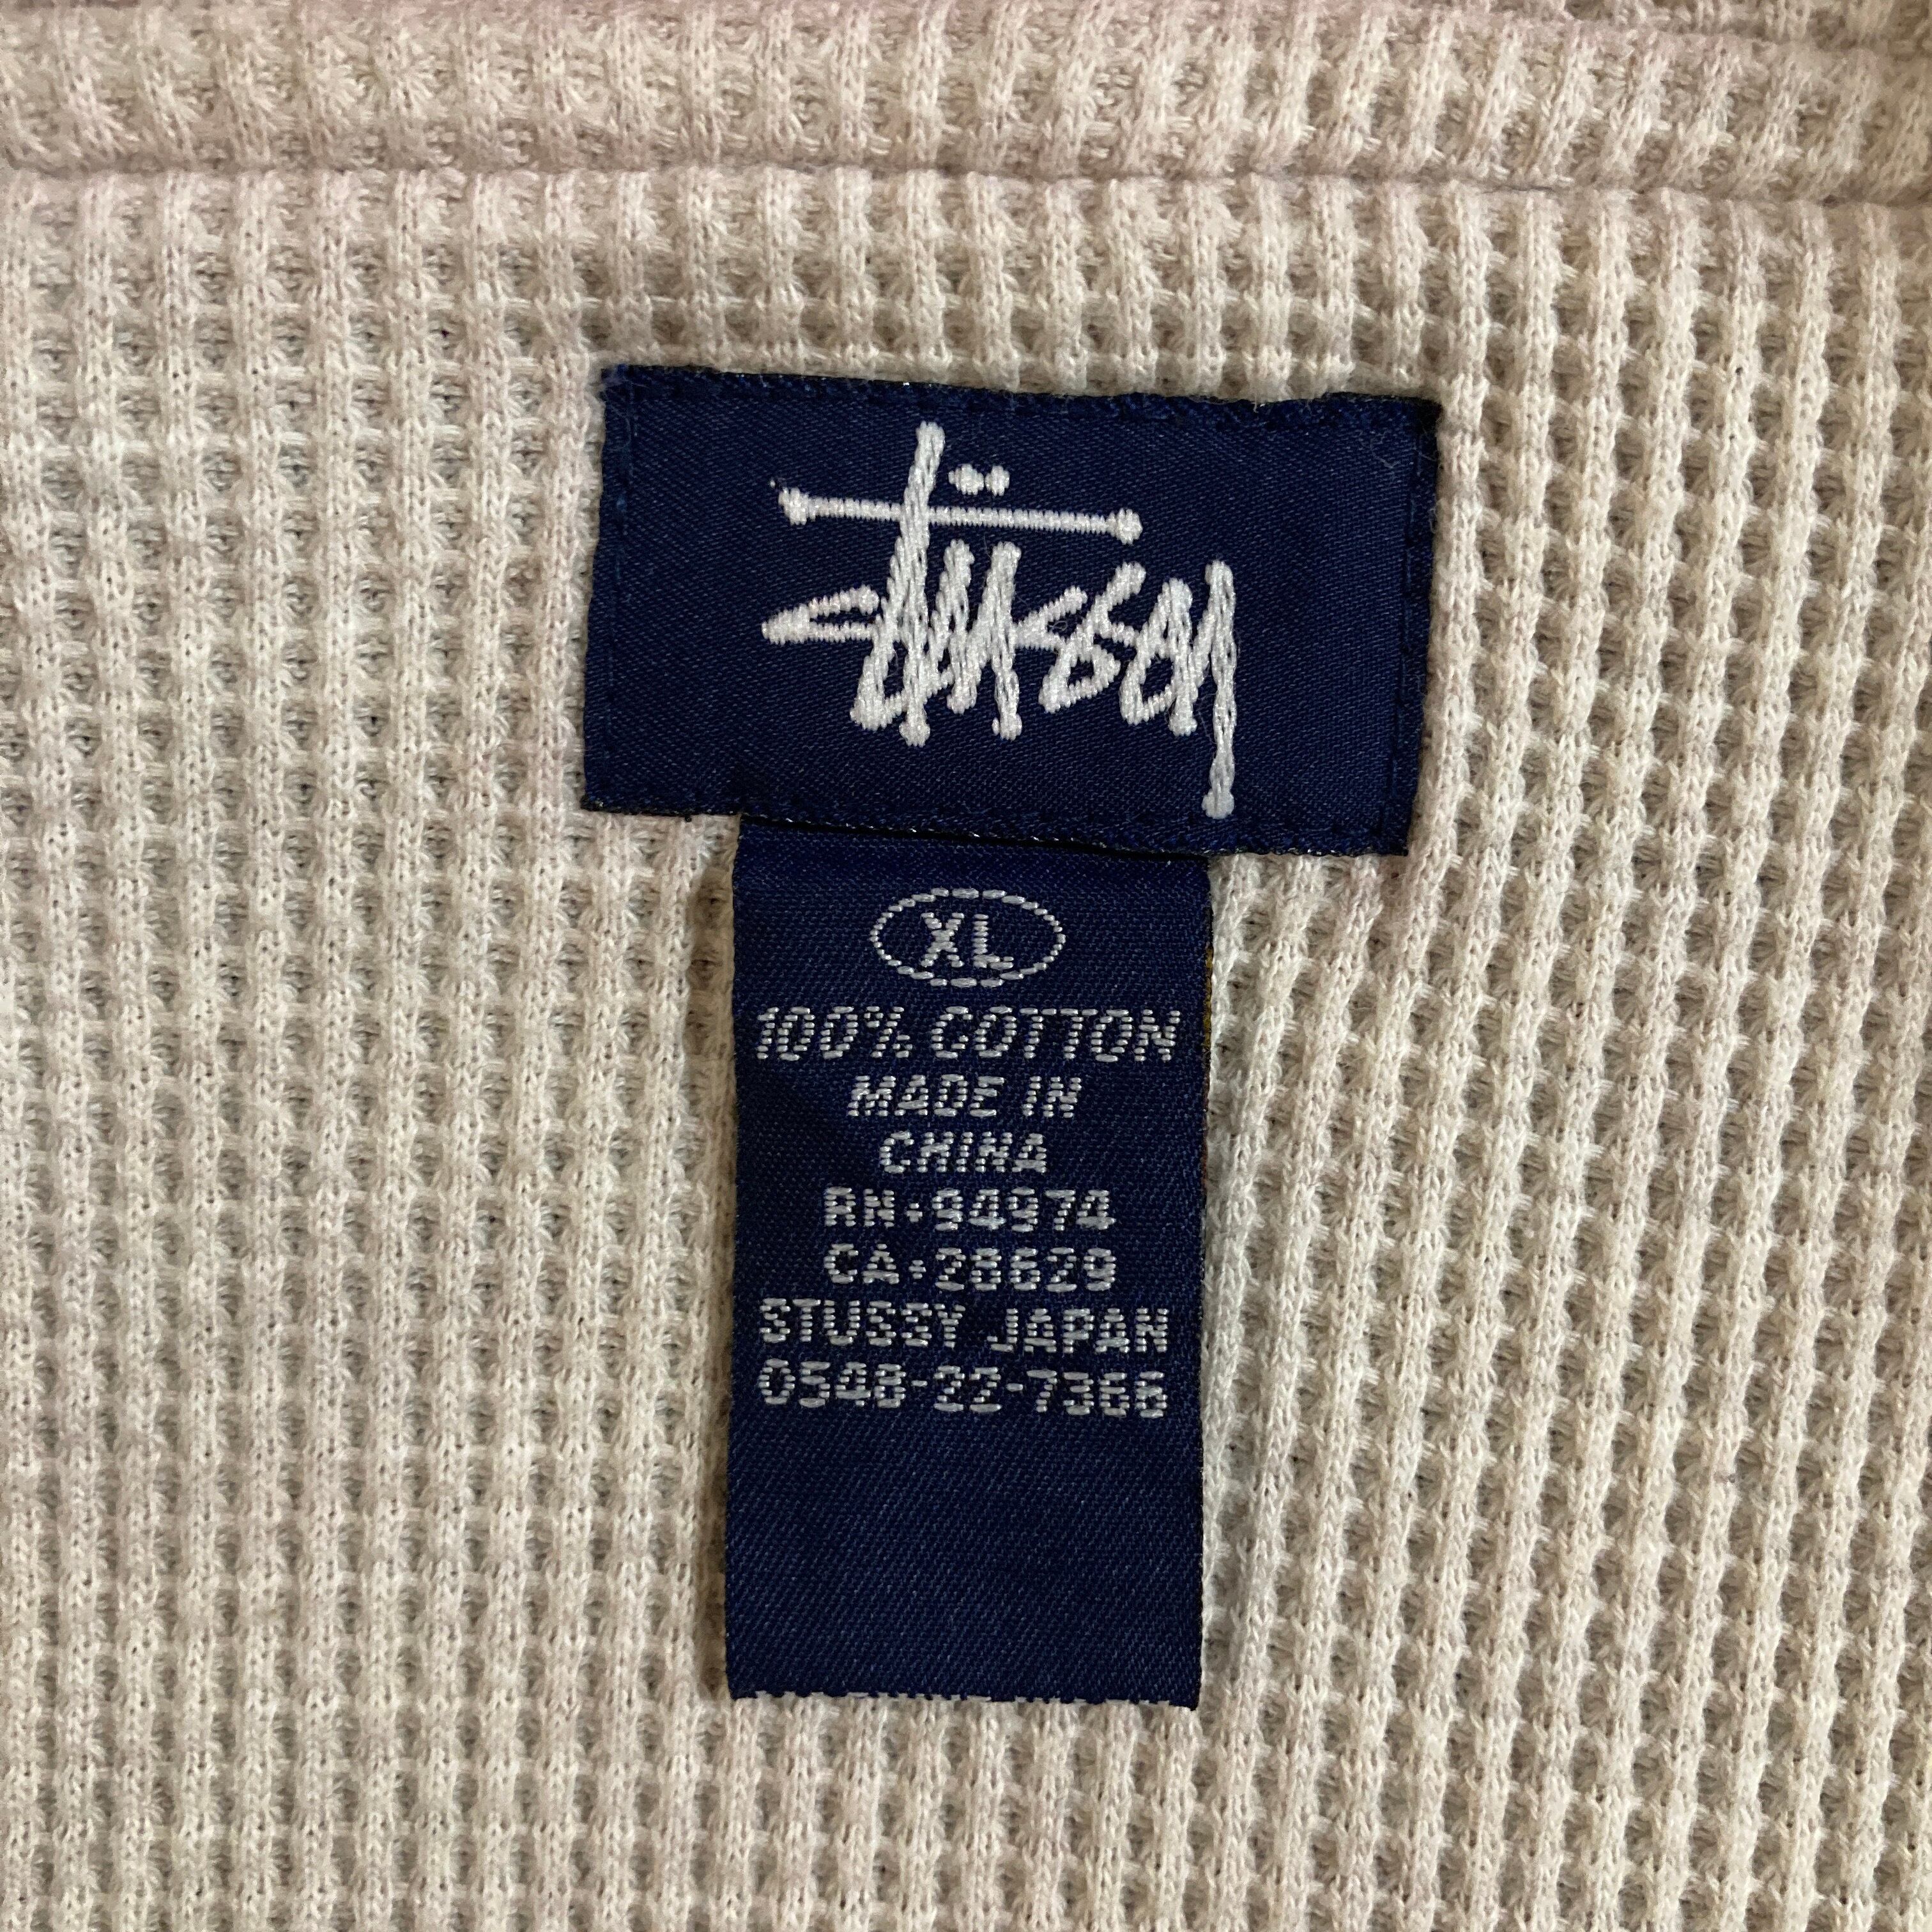 Stüssy
XL
100% COTTON
MADE IN
CHINA
RN•94974
CA•28629
STUSSY JAPAN
0548-22-7366